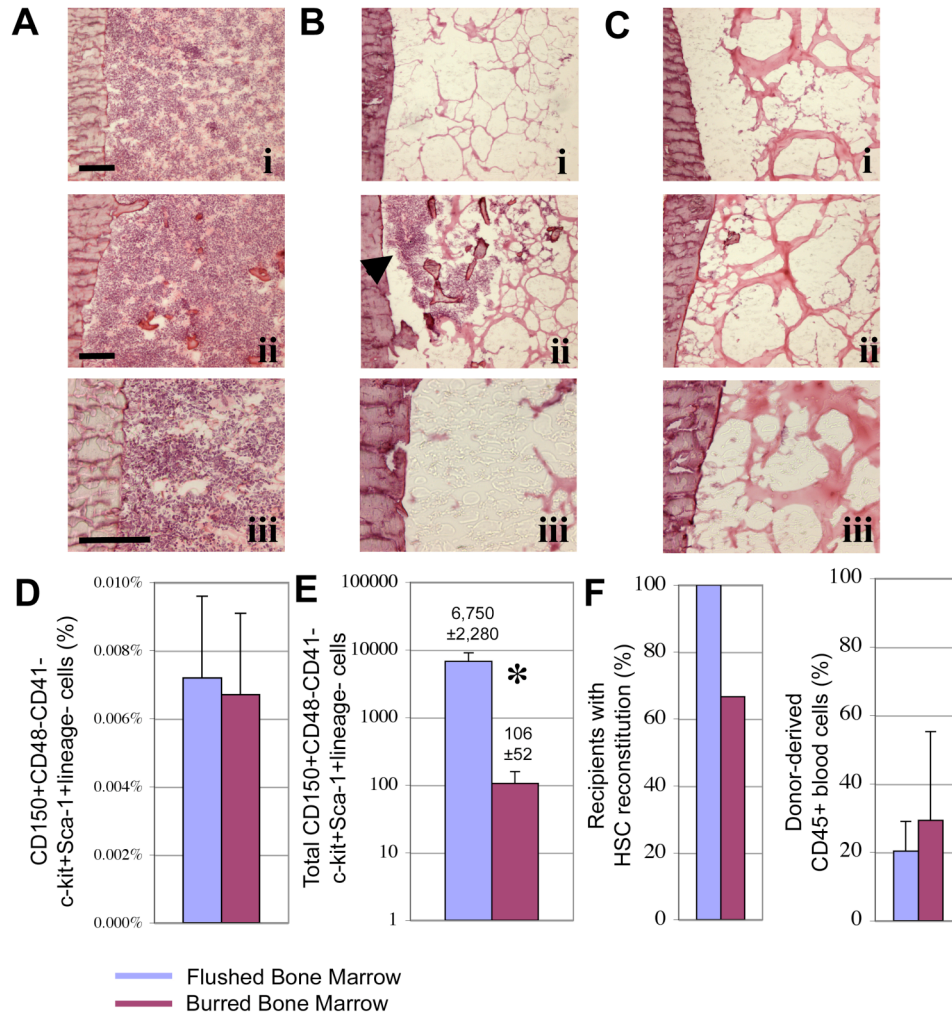 A
B
C
i
i
i
ii
ii
ii
iii
iii
iii
D
CD150+CD48-CD41-
c-kit+Sca-1+lineage- cells (%)
0.010%
0.008%
0.006%
0.004%
0.002%
0.000%
E
Total CD150+CD48-CD41-
c-kit+Sca-1+lineage- cells
100000
10000
1000
100
10
1
6,750
±2,280
*
106
±52
F
Recipients with
HSC reconstitution (%)
100
80
60
40
20
0
Donor-derived
CD45+ blood cells (%)
100
80
60
40
20
0
Flushed Bone Marrow
Burred Bone Marrow